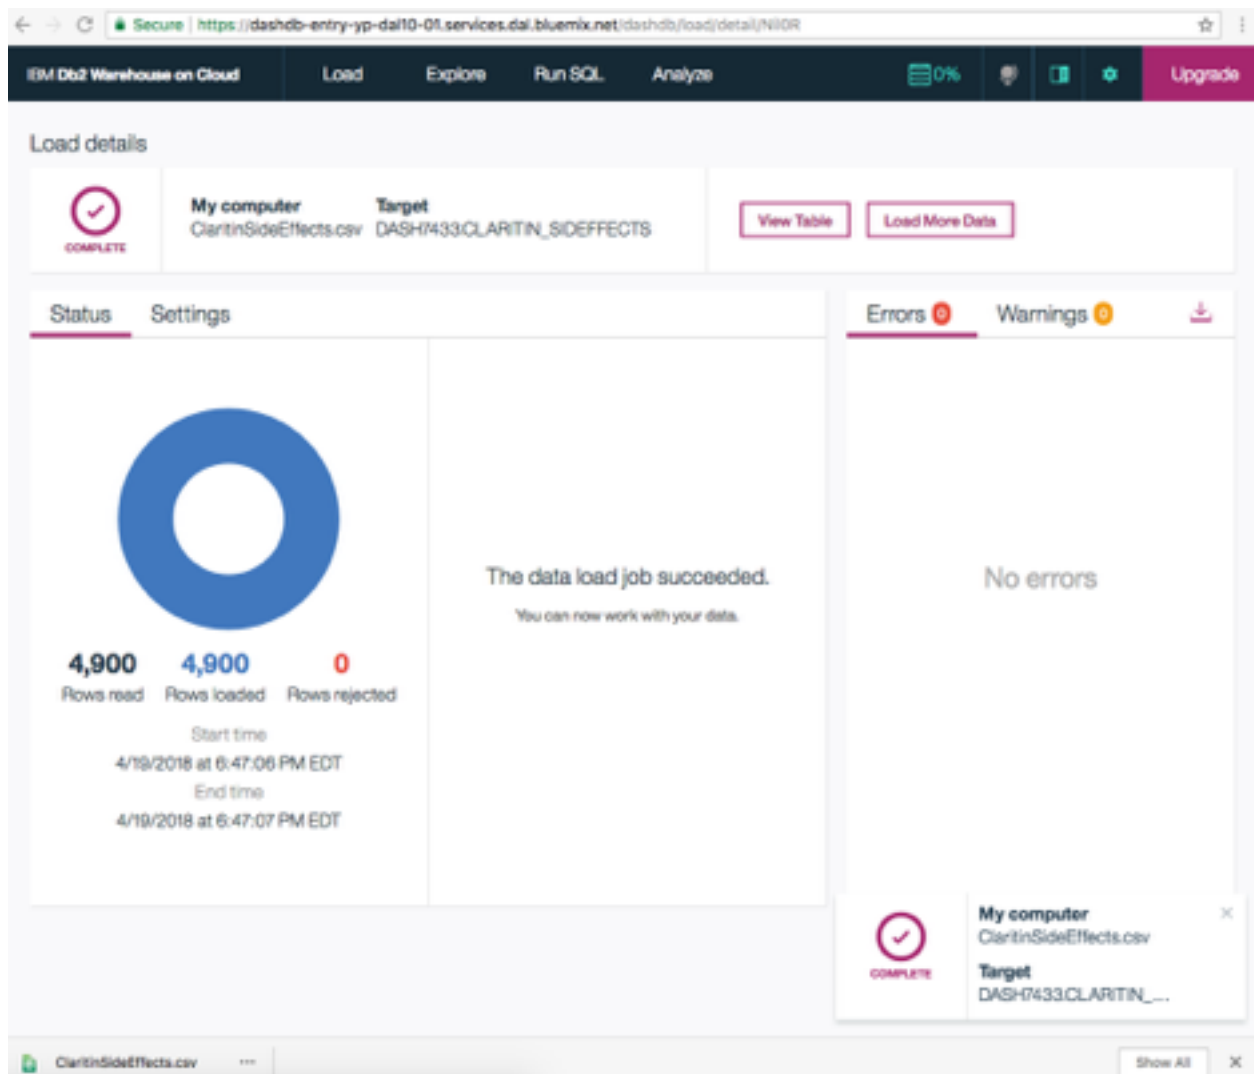 Secure | https://dashdb-entry-yp-dal10-01.services.dal.bluemix.net/dashdb/load/detail/
IBM Db2 Warehouse on Cloud Load Explore Run SQL Analyze 0% Upgrade
Load details
COMPLETE
My computer Target
ClaritinSideEffects.csv DASH7433.CLARITIN_SIDEFFECTS
View Table Load More Data
Status Settings
Errors 0 Warnings 0
The data load job succeeded.
You can now work with your data.
No errors
4,900 4,900 0
Rows read Rows loaded Rows rejected
Start time
4/19/2018 at 6:47:06 PM EDT
End time
4/19/2018 at 6:47:07 PM EDT
COMPLETE
My computer
ClaritinSideEffects.csv
Target
DASH7433.CLARITIN_....
ClaritinSideEffects.csv ... Show All